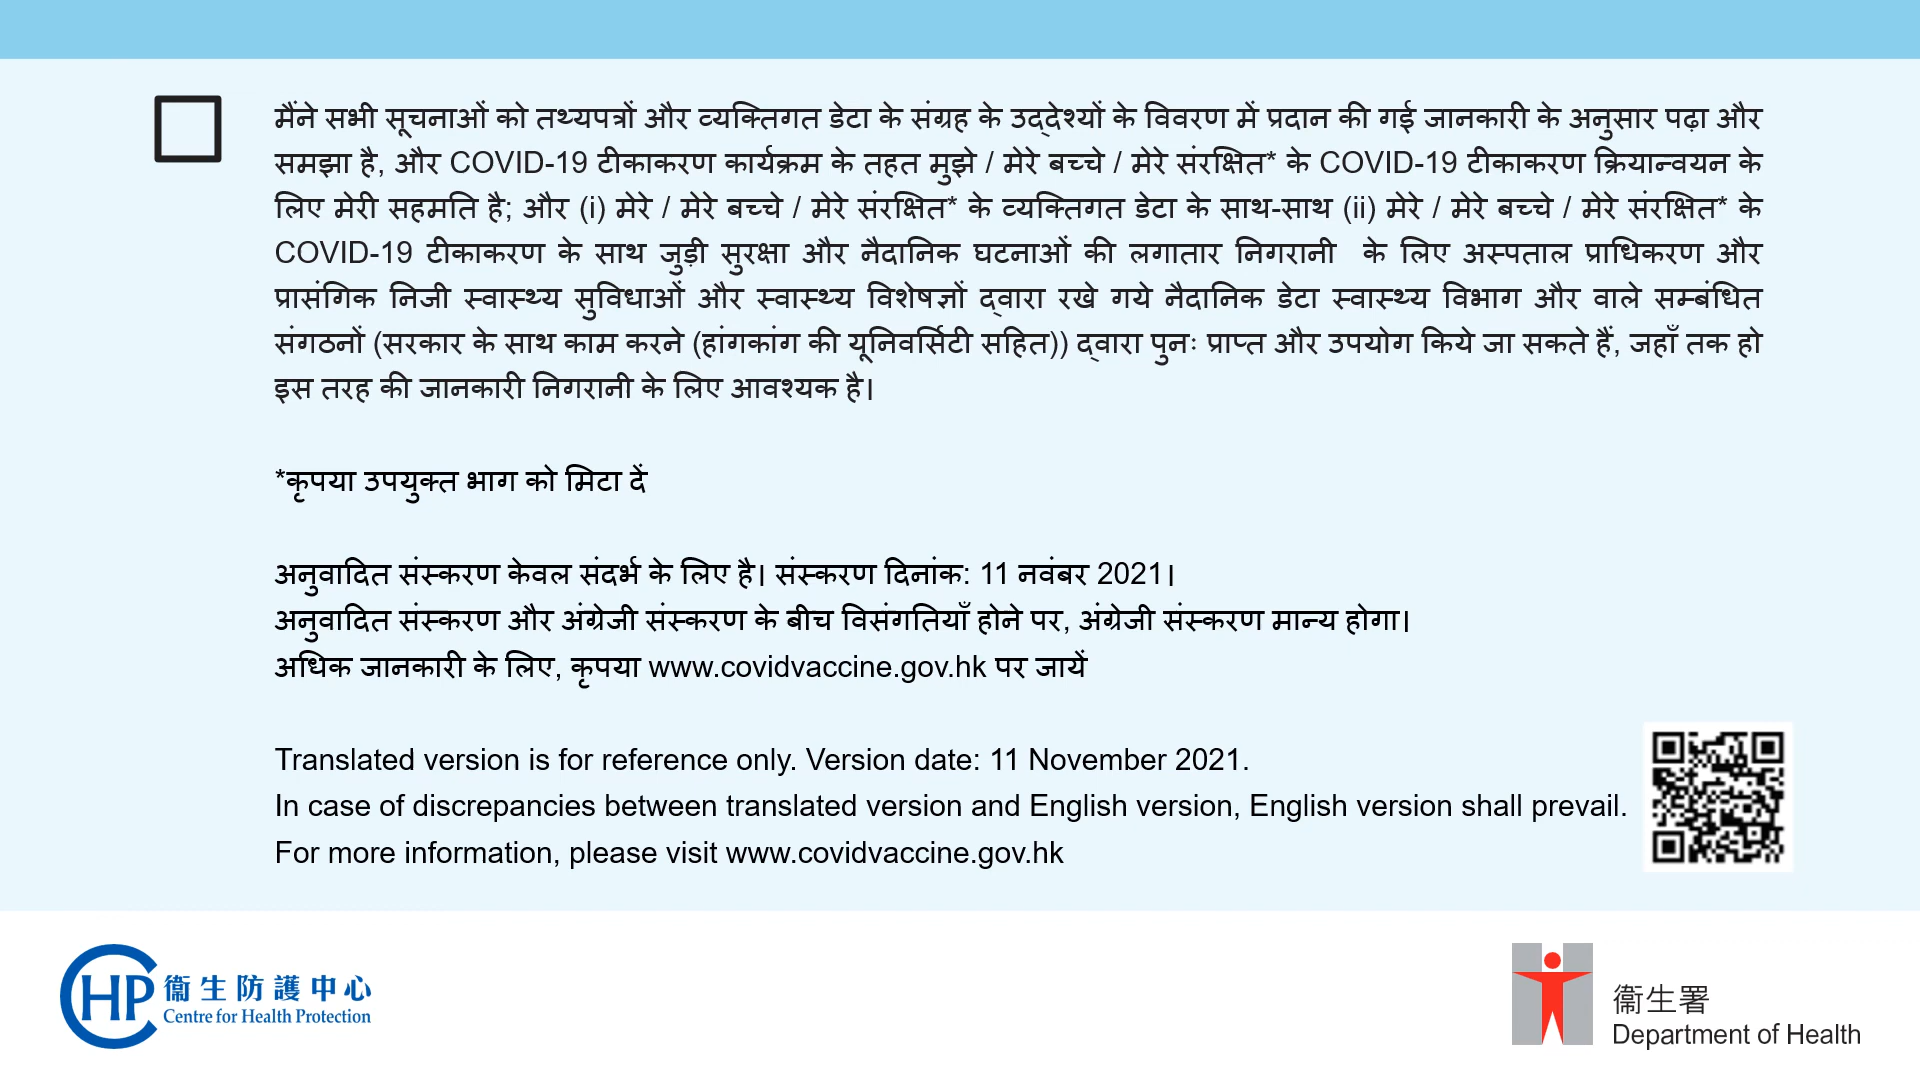 मैंने सभी सूचनाओं को तथ्यपत्रों और व्यक्तिगत डेटा के संग्रह के उद्देश्यों के विवरण में प्रदान की गई जानकारी के अनुसार पढ़ा और
समझा है, और COVID-19 टीकाकरण कार्यक्रम के तहत मुझे / मेरे बच्चे / मेरे संरक्षित* के COVID-19 टीकाकरण क्रियान्वयन के
लिए मेरी सहमति है; और (i) मेरे / मेरे बच्चे / मेरे संरक्षित* के व्यक्तिगत डेटा के साथ-साथ (ii) मेरे / मेरे बच्चे / मेरे संरक्षित* के
COVID-19 टीकाकरण के साथ जुड़ी सुरक्षा और नैदानिक घटनाओं की लगातार निगरानी के लिए अस्पताल प्राधिकरण और
प्रासंगिक निजी स्वास्थ्य सुविधाओं और स्वास्थ्य विशेषज्ञों द्वारा रखे गये नैदानिक डेटा स्वास्थ्य विभाग और वाले सम्बंधित
संगठनों (सरकार के साथ काम करने (हांगकांग की यूनिवर्सिटी सहित)) द्वारा पुनः प्राप्त और उपयोग किये जा सकते हैं, जहाँ तक हो
इस तरह की जानकारी निगरानी के लिए आवश्यक है।
*कृपया उपयुक्त भाग को मिटा दें
अनुवादित संस्करण केवल संदर्भ के लिए है। संस्करण दिनांक: 11 नवंबर 2021।
अनुवादित संस्करण और अंग्रेजी संस्करण के बीच विसंगतियाँ होने पर, अंग्रेजी संस्करण मान्य होगा।
अधिक जानकारी के लिए, कृपया www.covidvaccine.gov.hk पर जायें
Translated version is for reference only. Version date: 11 November 2021.
In case of discrepancies between translated version and English version, English version shall prevail.
For more information, please visit www.covidvaccine.gov.hk
CHP 衞生防護中心
Centre for Health Protection
衞生署
Department of Health